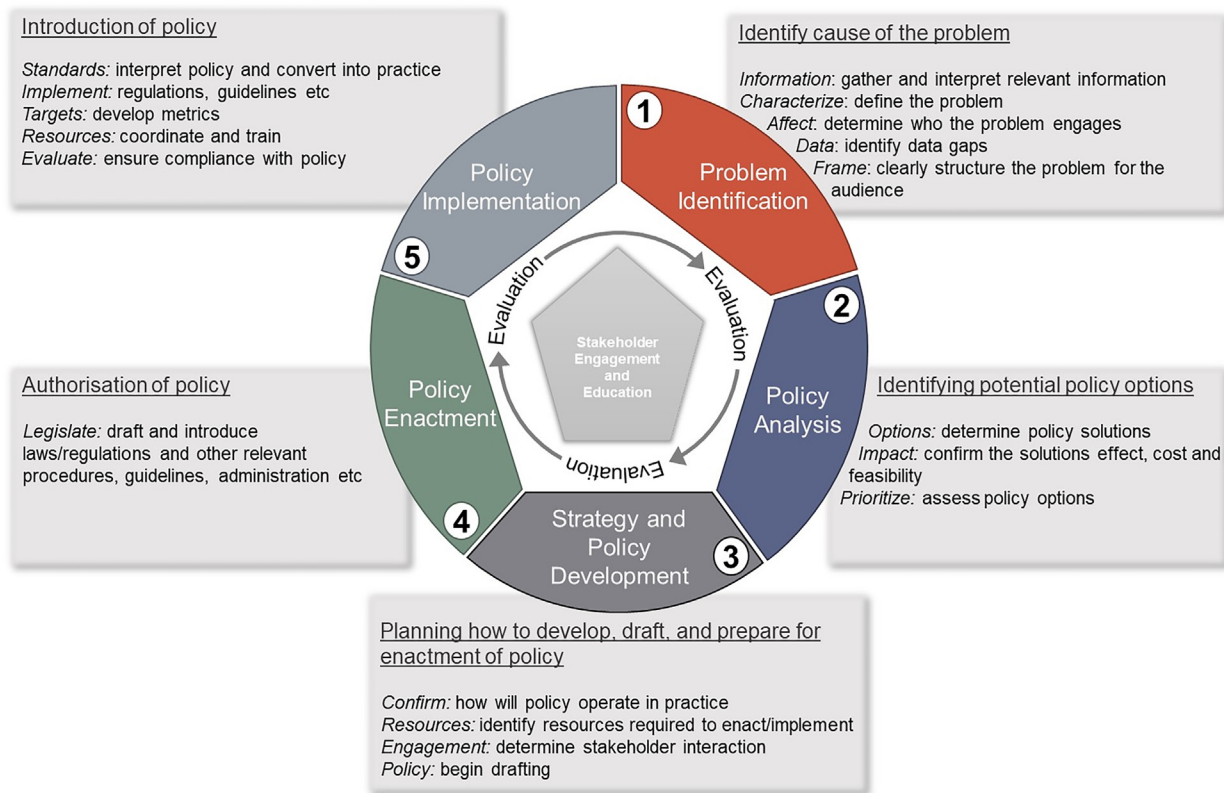 Introduction of policy
Standards: interpret policy and convert into practice
Implement: regulations, guidelines etc
Targets: develop metrics
Resources: coordinate and train
Evaluate: ensure compliance with policy
Identify cause of the problem
Information: gather and interpret relevant information
Characterize: define the problem
Affect: determine who the problem engages
Data: identify data gaps
Frame: clearly structure the problem for the
audience
1
Problem
Identification
Policy
Implementation
5
2
Policy
Analysis
Evaluation
Evaluation
Evaluation
Stakeholder
Engagement
and
Education
Policy
Enactment
4
Strategy and
Policy
Development
3
Authorisation of policy
Legislate: draft and introduce
laws/regulations and other relevant
procedures, guidelines, administration etc
Identifying potential policy options
Options: determine policy solutions
Impact: confirm the solutions effect, cost and
feasibility
Prioritize: assess policy options
Planning how to develop, draft, and prepare for
enactment of policy
Confirm: how will policy operate in practice
Resources: identify resources required to enact/implement
Engagement: determine stakeholder interaction
Policy: begin drafting